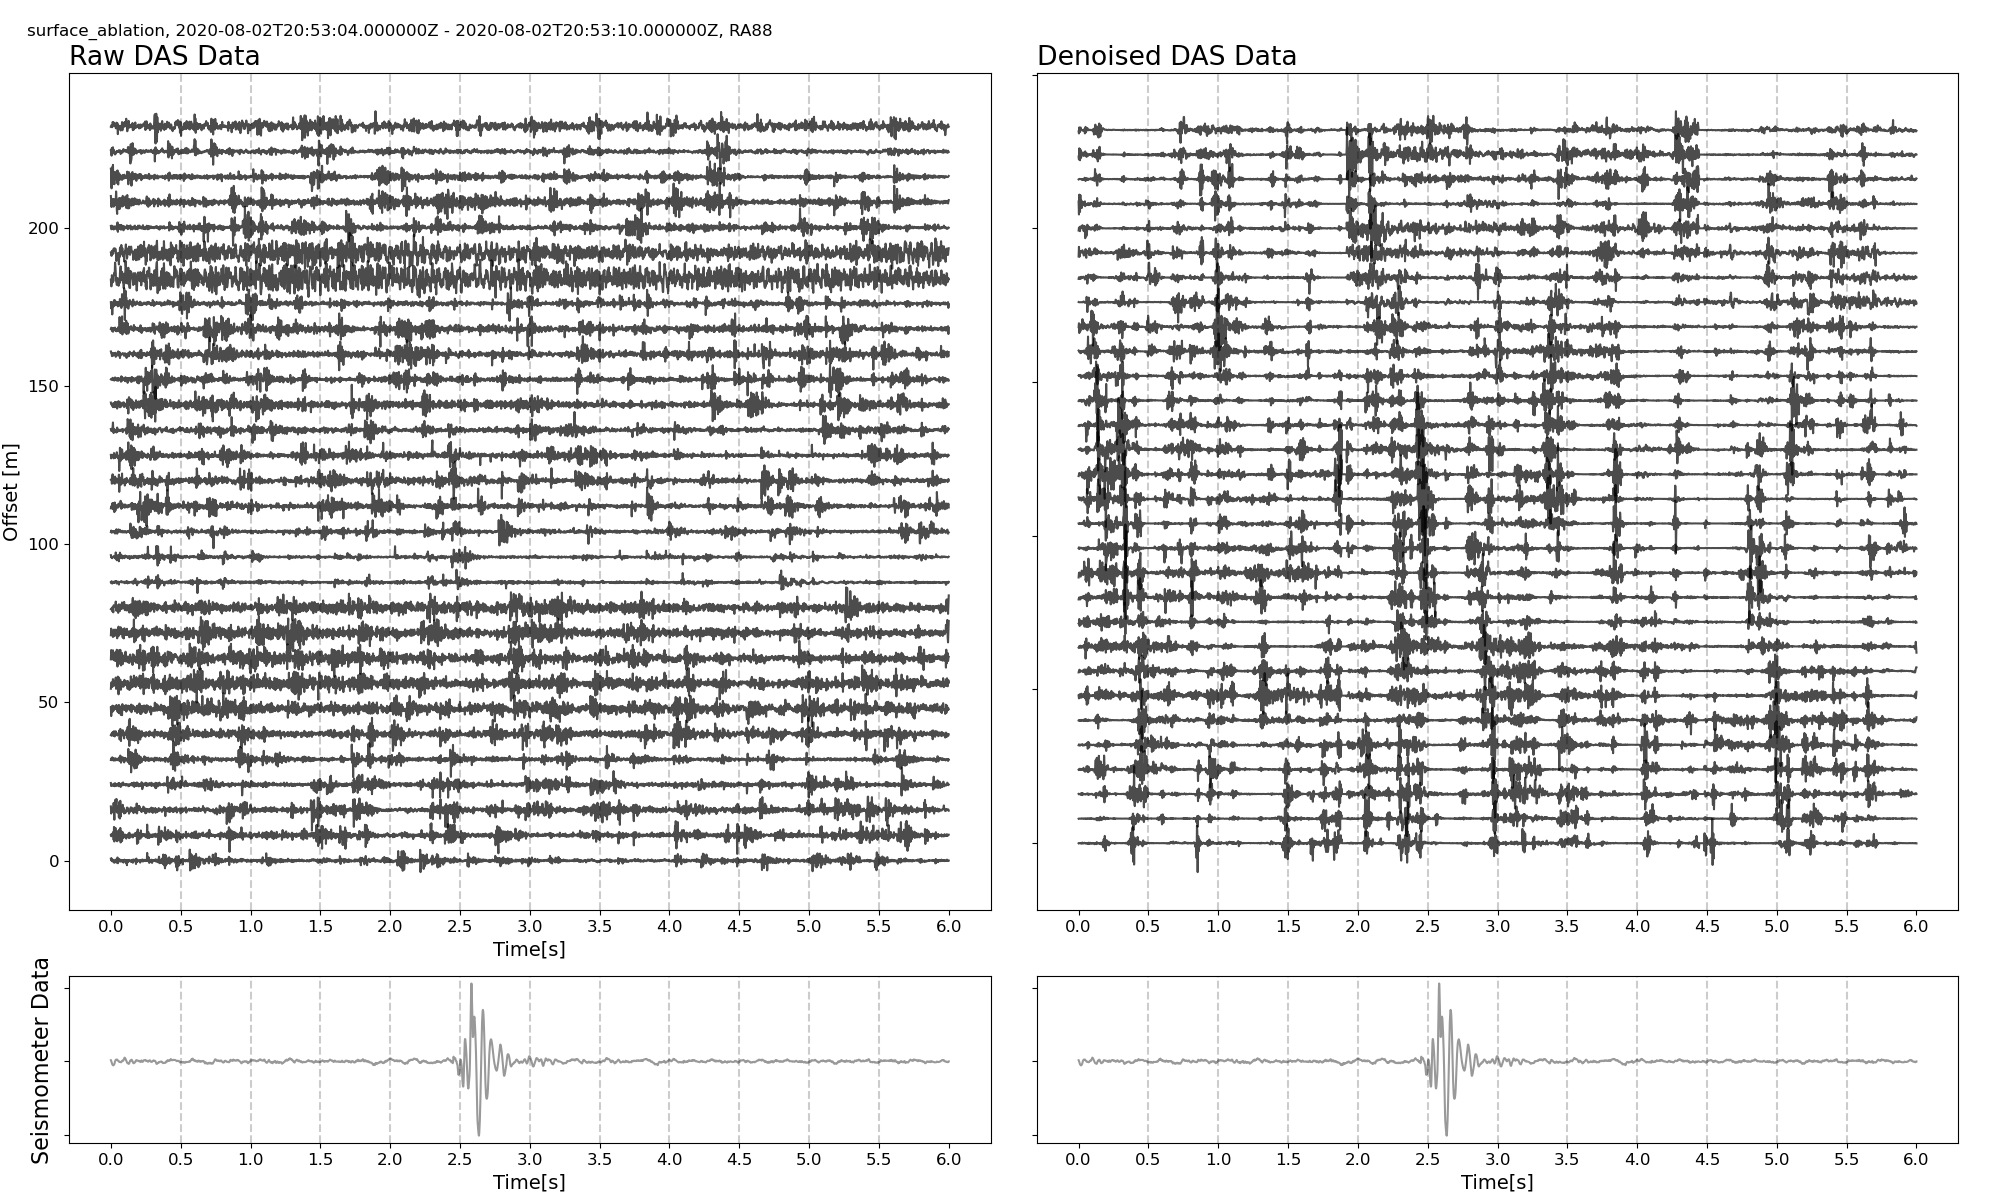 surface_ablation, 2020-08-02T20:53:04.000000Z - 2020-08-02T20:53:10.000000Z, RA88
Raw DAS Data
Denoised DAS Data
Offset [m]
200
150
100
50
0
0.0 0.5 1.0 1.5 2.0 2.5 3.0 3.5 4.0 4.5 5.0 5.5 6.0
Time[s]
0.0 0.5 1.0 1.5 2.0 2.5 3.0 3.5 4.0 4.5 5.0 5.5 6.0
Seismometer Data
0.0 0.5 1.0 1.5 2.0 2.5 3.0 3.5 4.0 4.5 5.0 5.5 6.0
Time[s]
0.0 0.5 1.0 1.5 2.0 2.5 3.0 3.5 4.0 4.5 5.0 5.5 6.0
Time[s]